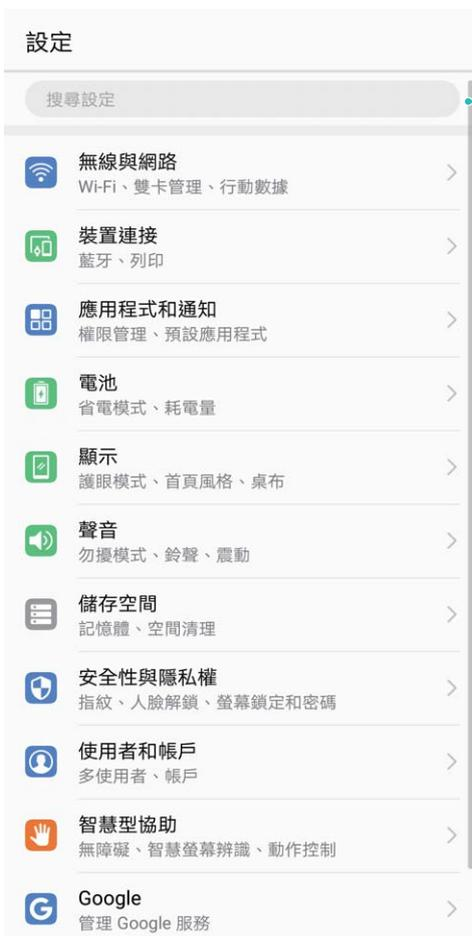 設定
搜尋設定
無線與網路
Wi-Fi、雙卡管理、行動數據
裝置連接
藍牙、列印
應用程式和通知
權限管理、預設應用程式
電池
省電模式、耗電量
顯示
護眼模式、首頁風格、桌布
聲音
勿擾模式、鈴聲、震動
儲存空間
記憶體、空間清理
安全性與隱私權
指紋、人臉解鎖、螢幕鎖定和密碼
使用者和帳戶
多使用者、帳戶
智慧型協助
無障礙、智慧螢幕辨識、動作控制
Google
管理 Google 服務